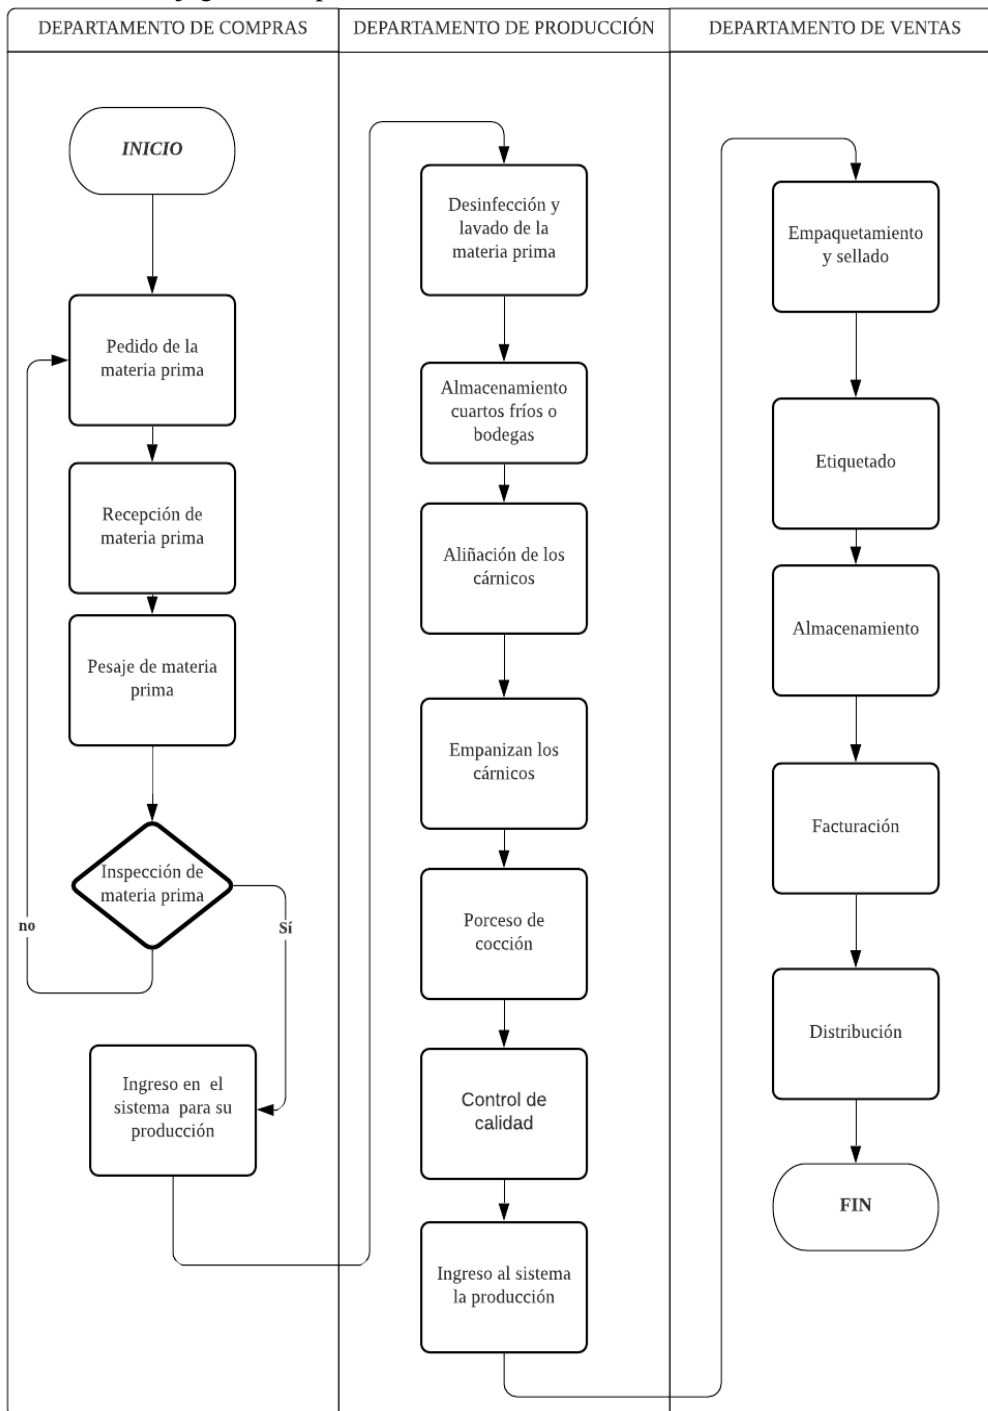 DEPARTAMENTO DE COMPRAS
INICIO
Pedido de la
materia prima
Recepción de
materia prima
Pesaje de materia
prima
Inspección de
materia prima
no
Sí
Ingreso en el
sistema para su
producción
DEPARTAMENTO DE PRODUCCIÓN
Desinfección y
lavado de la
materia prima
Almacenamiento
cuartos fríos o
bodegas
Aliñación de los
cárnicos
Empanizan los
cárnicos
Porceso de
cocción
Control de
calidad
Ingreso al sistema
la producción
DEPARTAMENTO DE VENTAS
Empaquetamiento
y sellado
Etiquetado
Almacenamiento
Facturación
Distribución
FIN